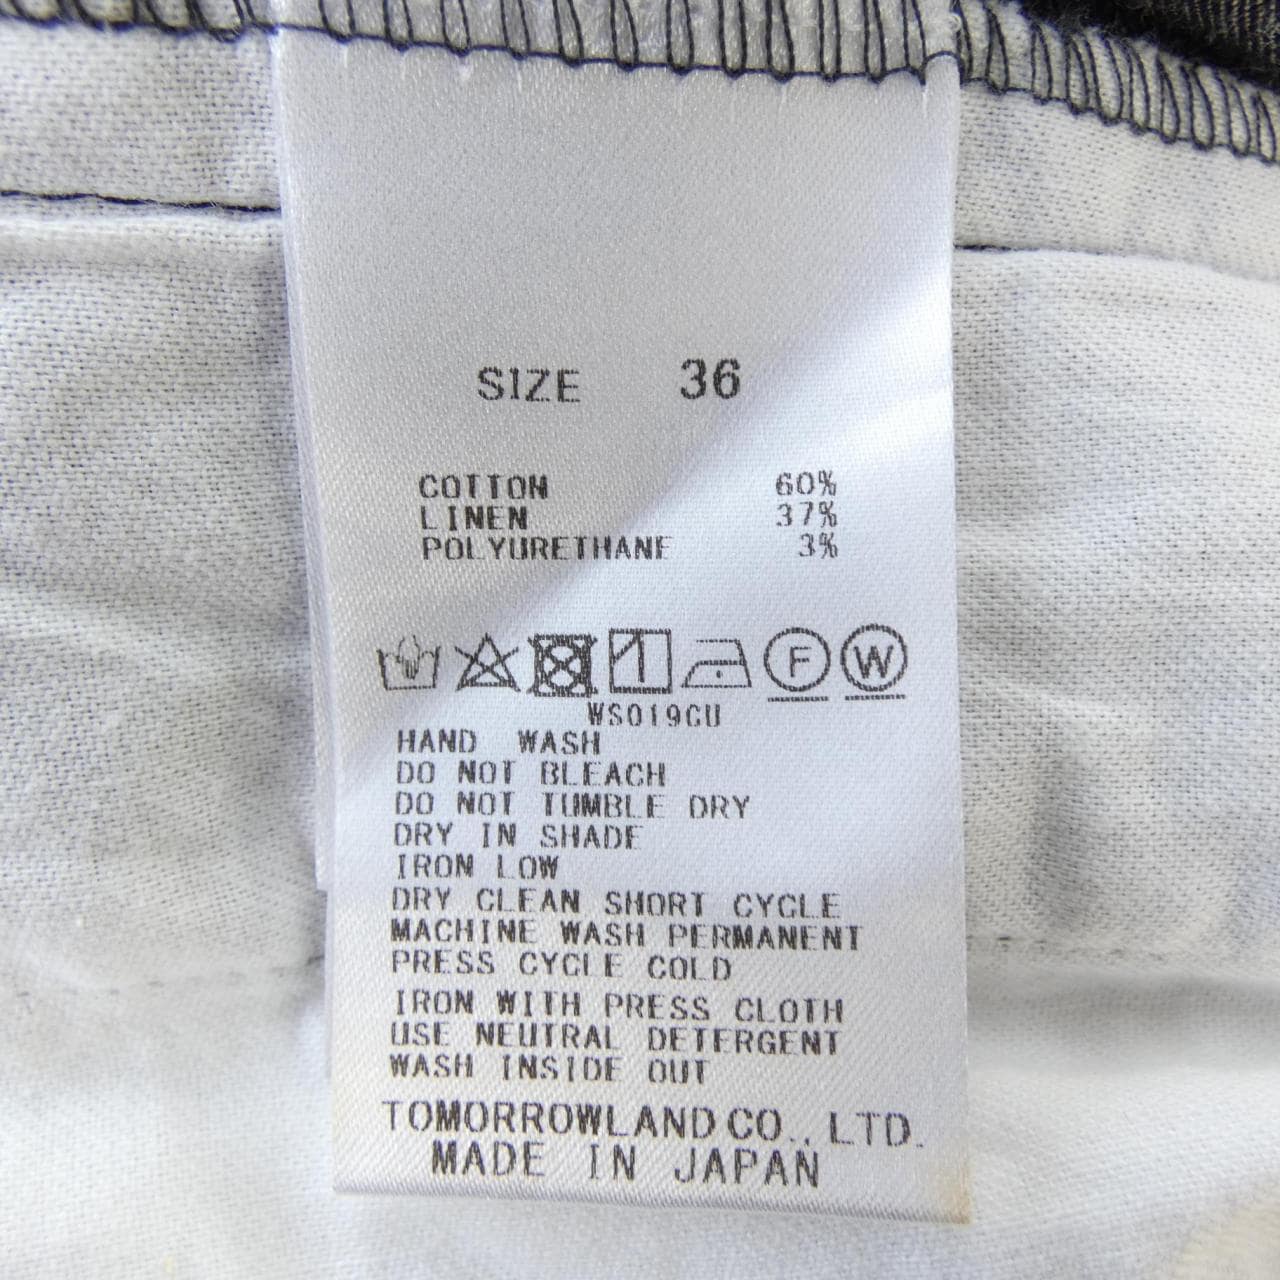 SIZE 36
COTTON 60%
LINEN 37%
POLYURETHANE 3%
F W
WS019CU
HAND WASH
DO NOT BLEACH
DO NOT TUMBLE DRY
DRY IN SHADE
IRON LOW
DRY CLEAN SHORT CYCLE
MACHINE WASH PERMANENT
PRESS CYCLE COLD
IRON WITH PRESS CLOTH
USE NEUTRAL DETERGENT
WASH INSIDE OUT
TOMORROWLAND CO., LTD.
MADE IN JAPAN